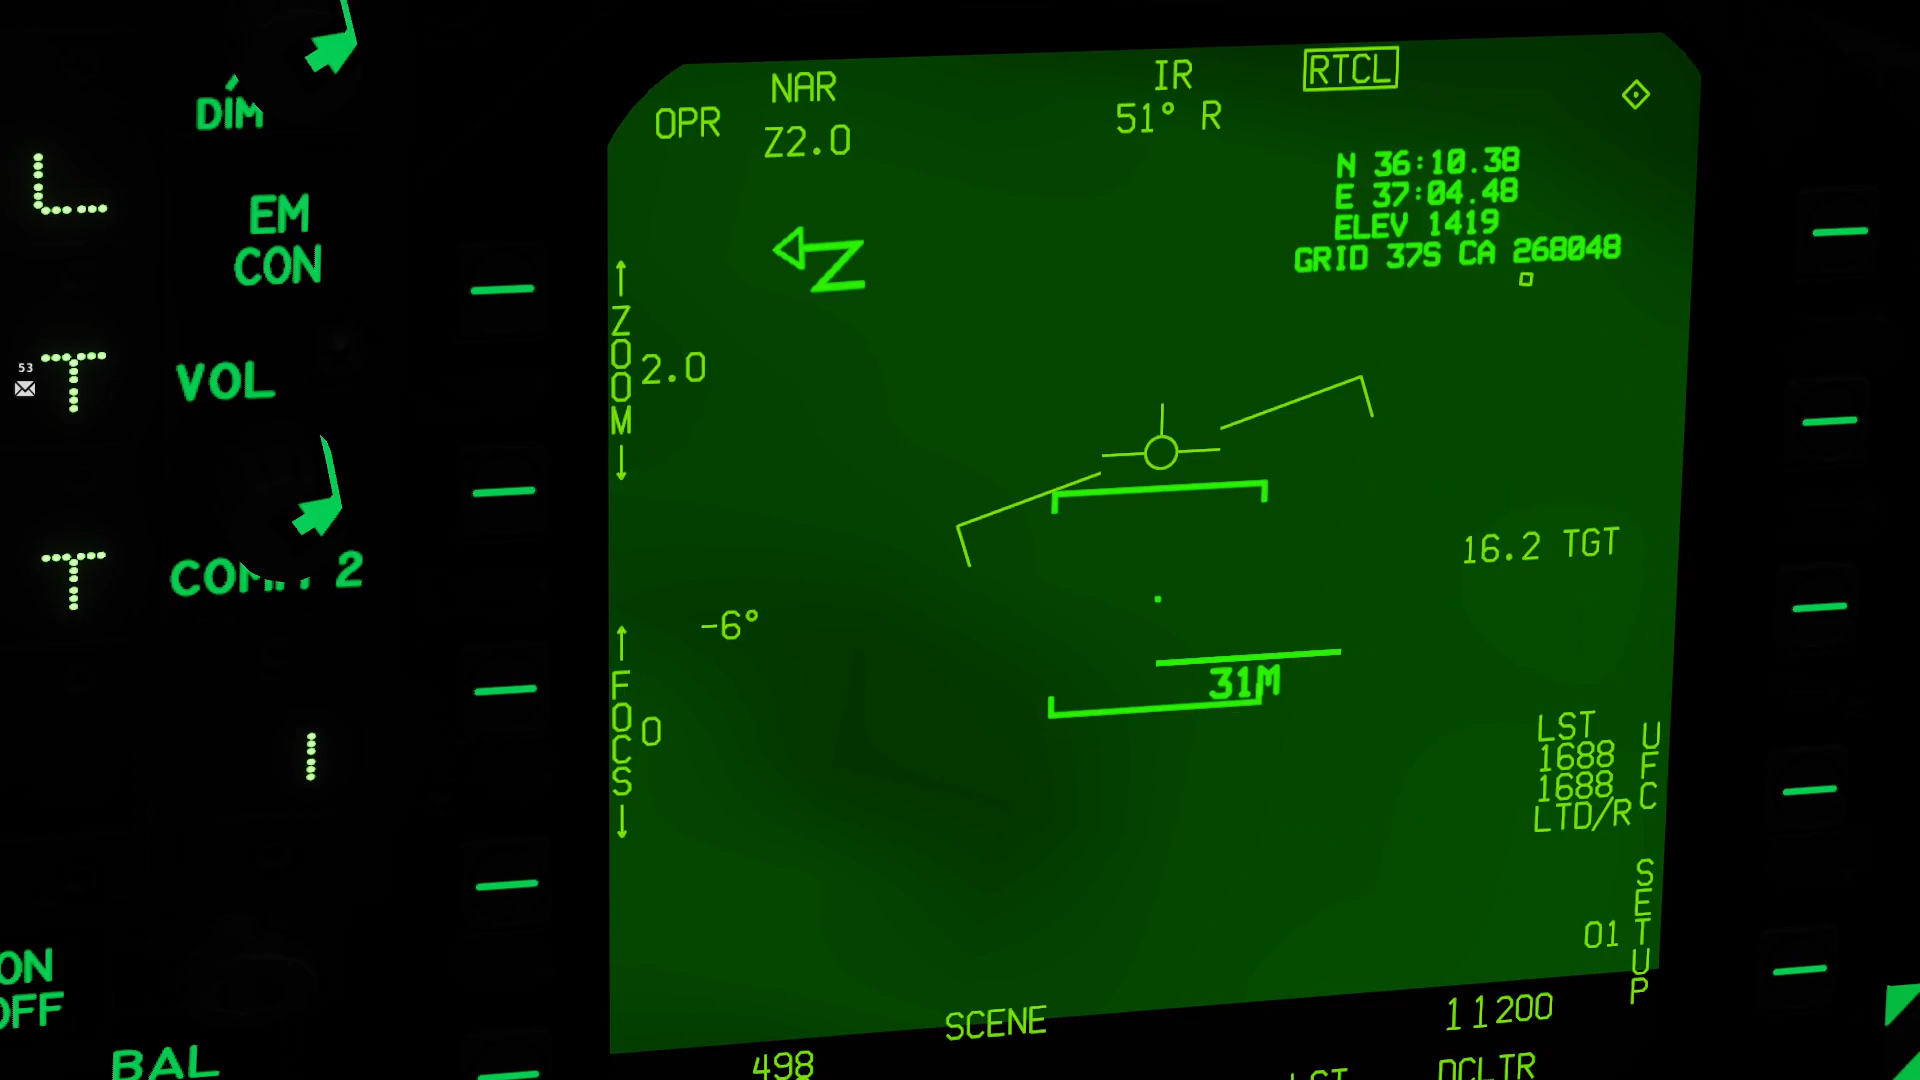 DIM
L
EM
CON
53
T
VOL
T
2
I
ON
OFF
BAL
OPR
NAR
Z2.0
IR
51° R
RTCL
N 36:10.38
E 37:04.48
ELEV 1419
GRID 37S CA 268048
N
ZOOM
2.0
16.2 TGT
-6°
31M
FOCS
0
LST
1688
1688
LTD/R
UFC
SETUP
01
SCENE
11200
498
DCLTR